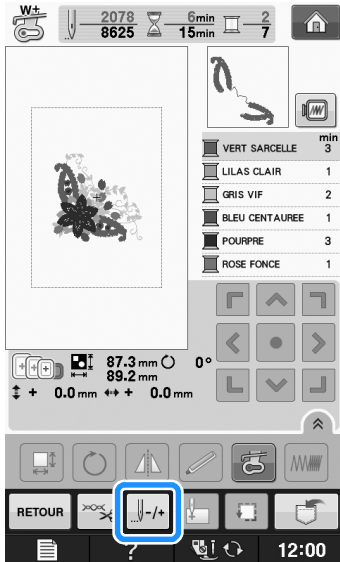 W+
2078 6min 2
8625 15min 7
min
VERT SARCELLE 3
LILAS CLAIR 1
GRIS VIF 2
BLEU CENTAUREE 1
POURPRE 3
ROSE FONCE 1
87.3 mm 0°
89.2 mm
+ 0.0 mm + 0.0 mm
RETOUR -/+
? 12:00